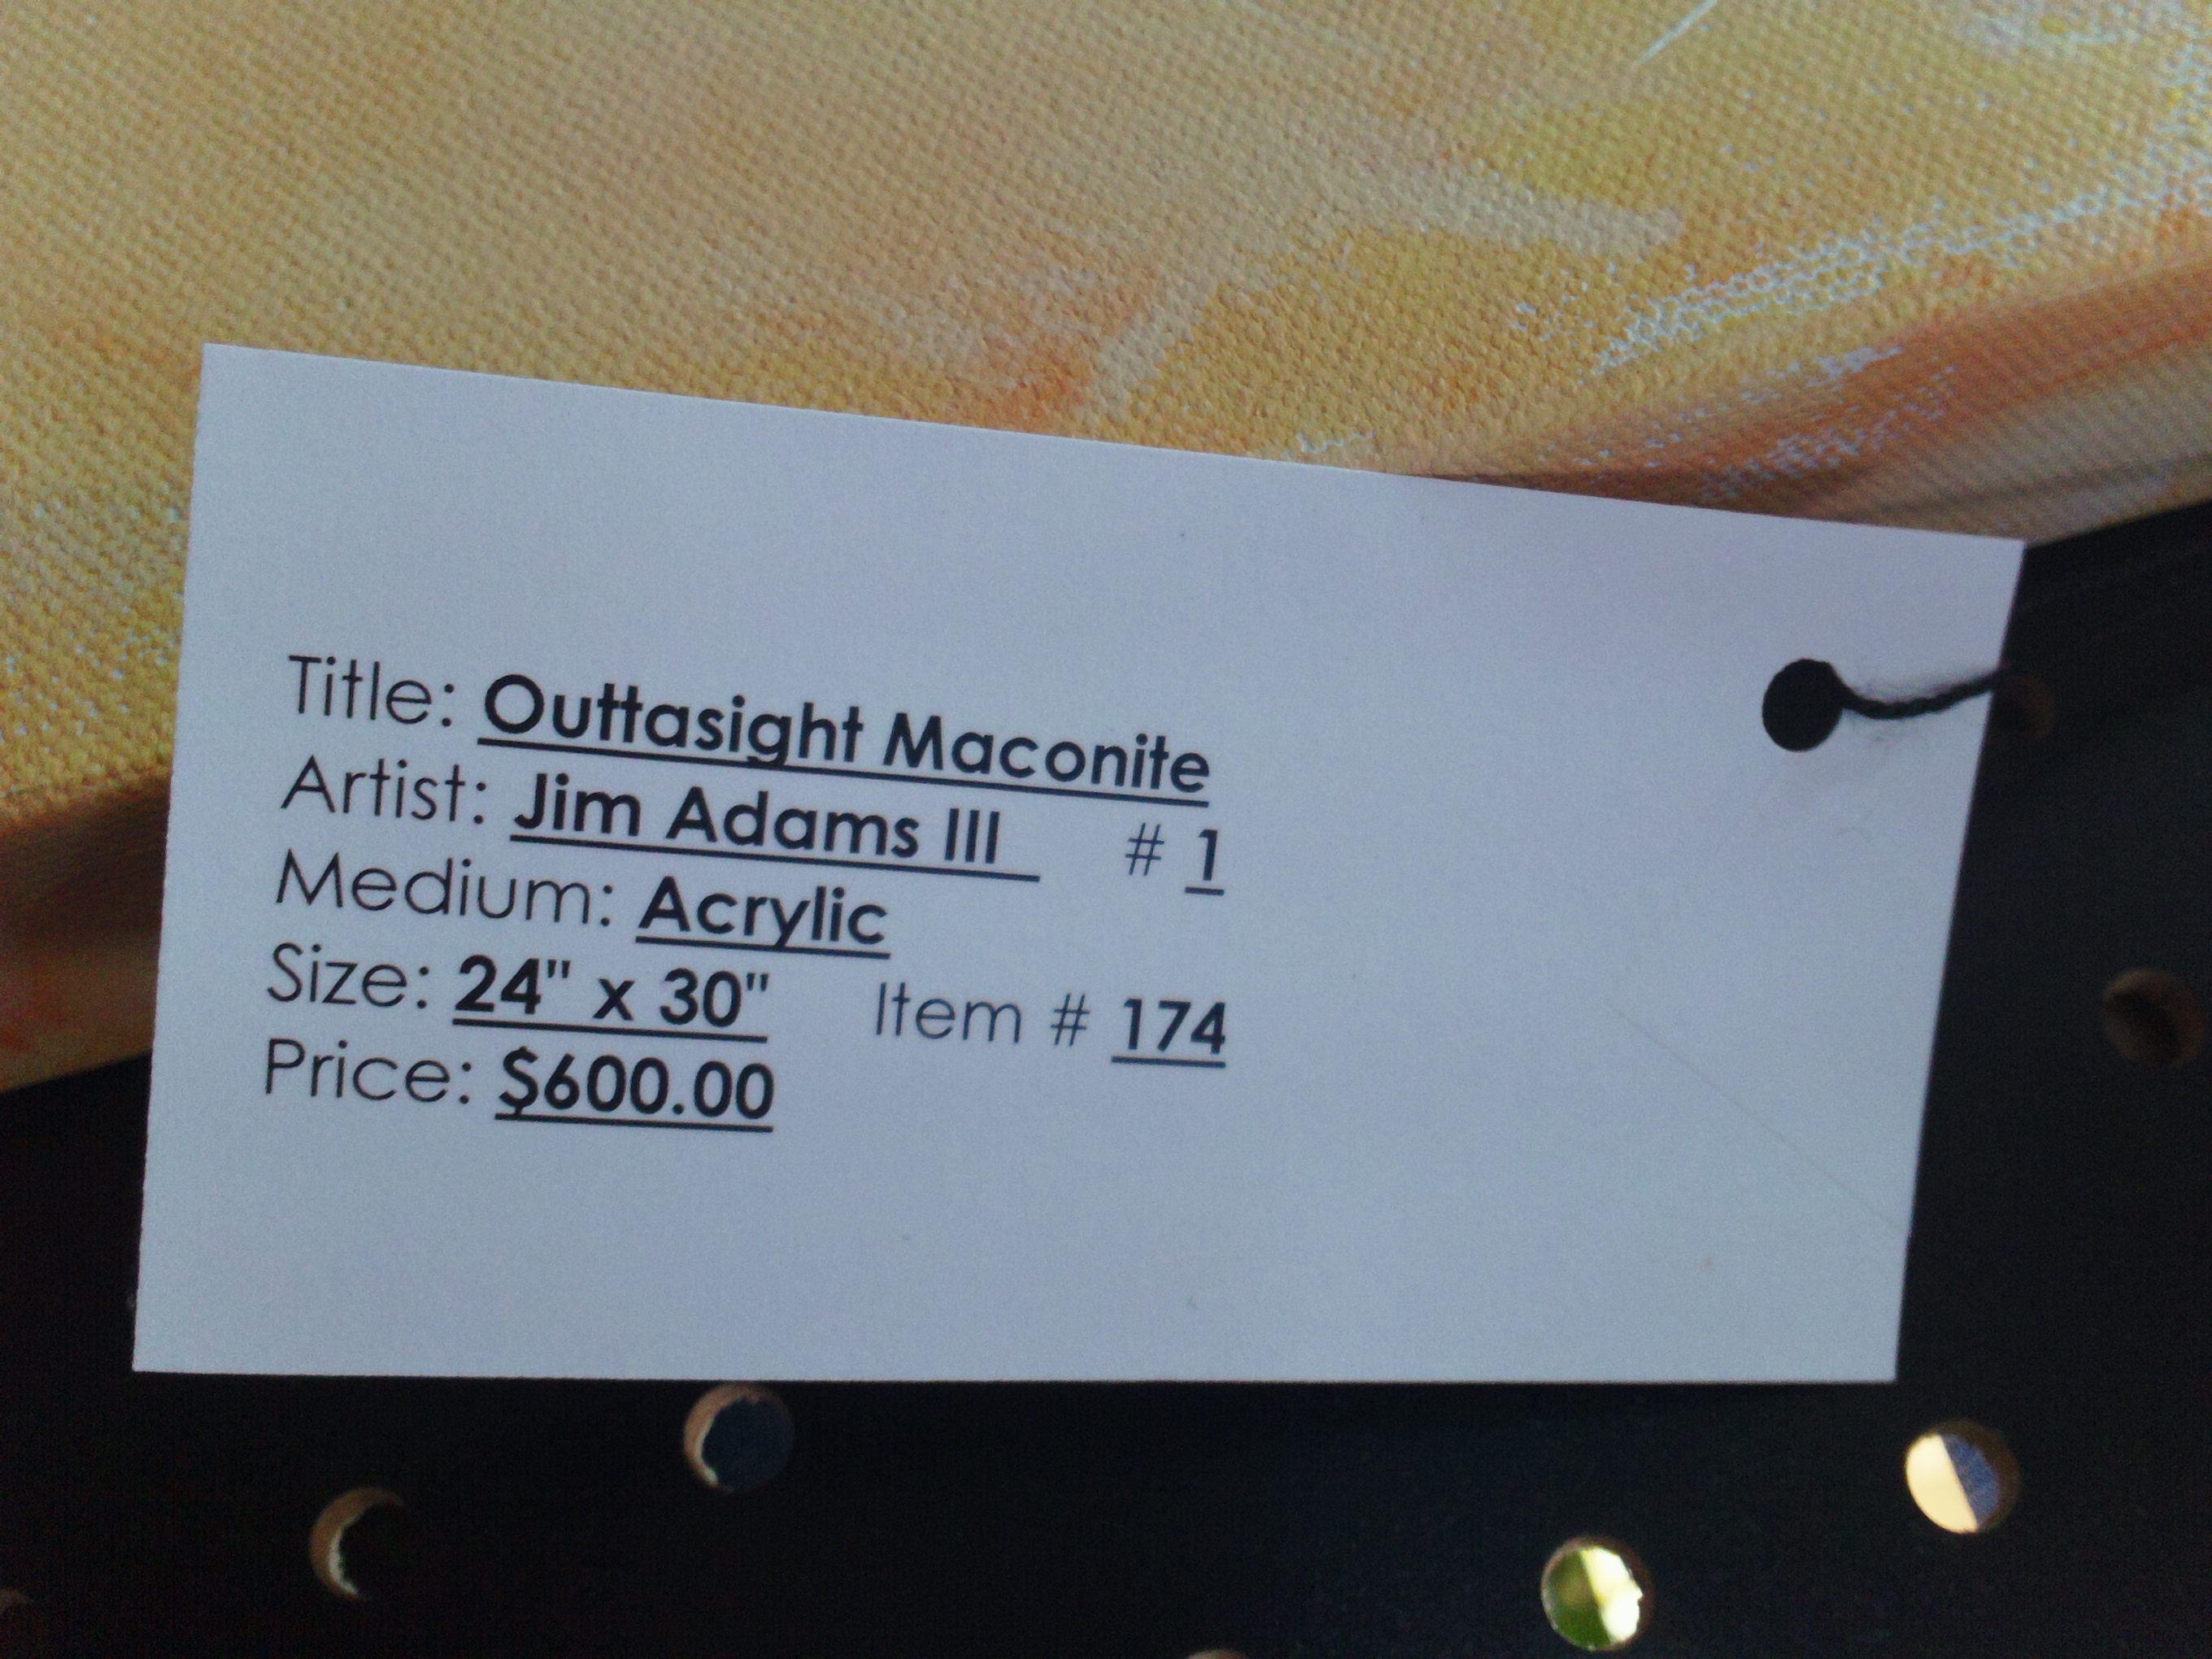 Title: Outtasight Maconite
Artist: Jim Adams III # 1
Medium: Acrylic
Size: 24" x 30" Item # 174
Price: $600.00